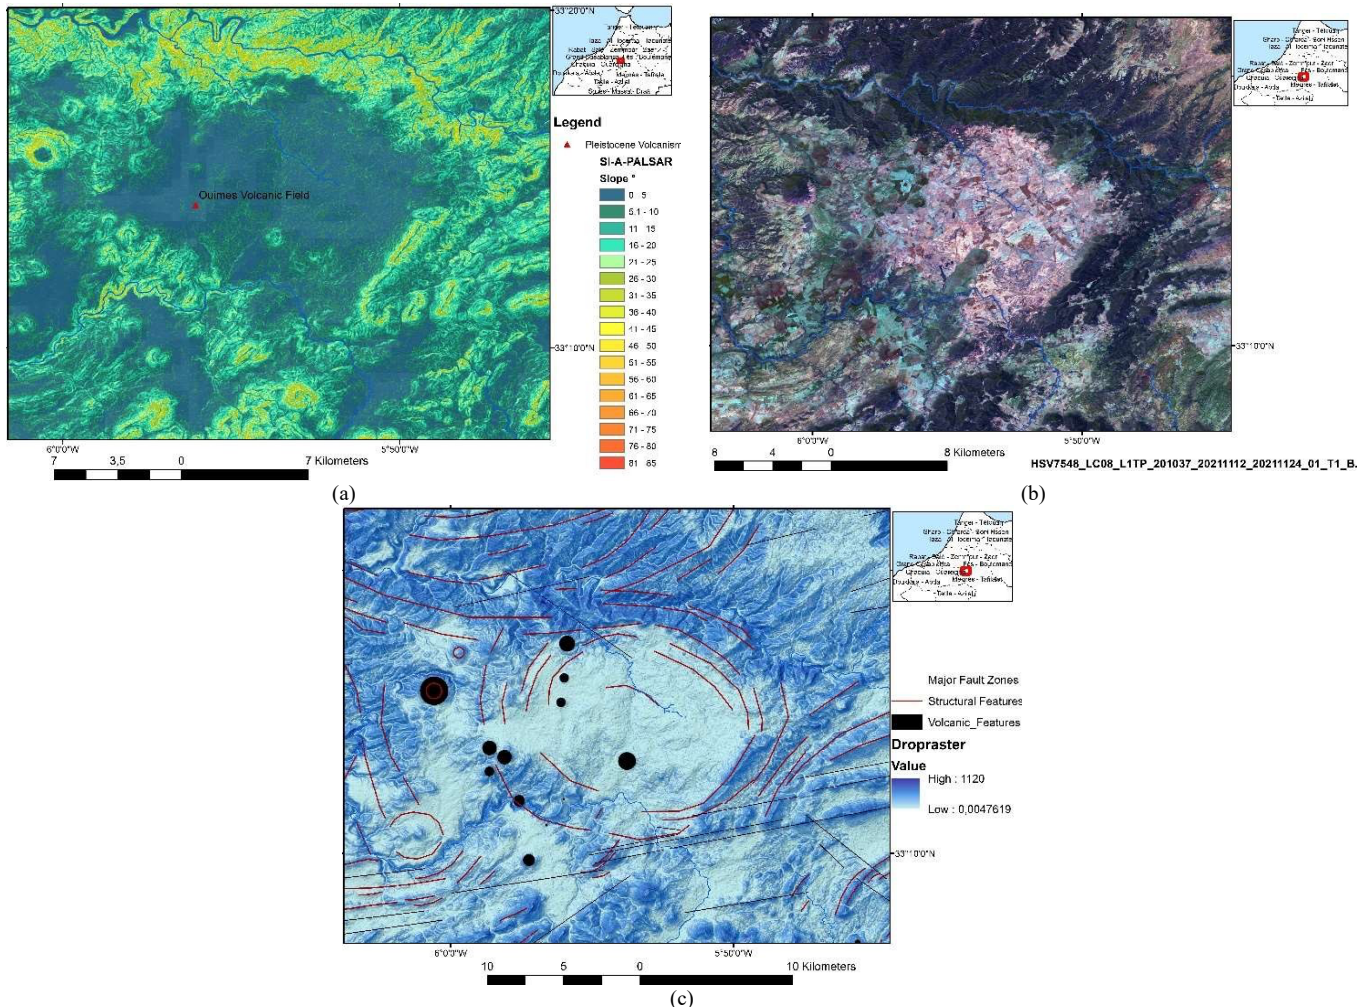 33°20'0"N
Legend
Pleistocene Volcanism
SI-A-PALSAR
Slope °
0 5
5,1 - 10
11 15
16 - 20
21 - 25
26 - 30
31 - 35
36 - 40
41 - 45
46 - 50
51 - 55
56 - 60
61 - 65
66 - 70
71 - 75
76 - 80
81 85
Ouimes Volcanic Field
33°10'0"N
6°0'0"W
5°50'0"W
7 3,5 0 7 Kilometers
(a)
33°10'0"N
6°0'0"W
5°50'0"W
8 4 0 8 Kilometers
HSV7548_LC08_L1TP_201037_20211112_20211124_01_T1_B.
(b)
Major Fault Zones
Structural Features
Volcanic_Features
Dropraster
Value
High : 1120
Low : 0,0047619
33°10'0"N
6°0'0"W
5°50'0"W
10 5 0 10 Kilometers
(c)